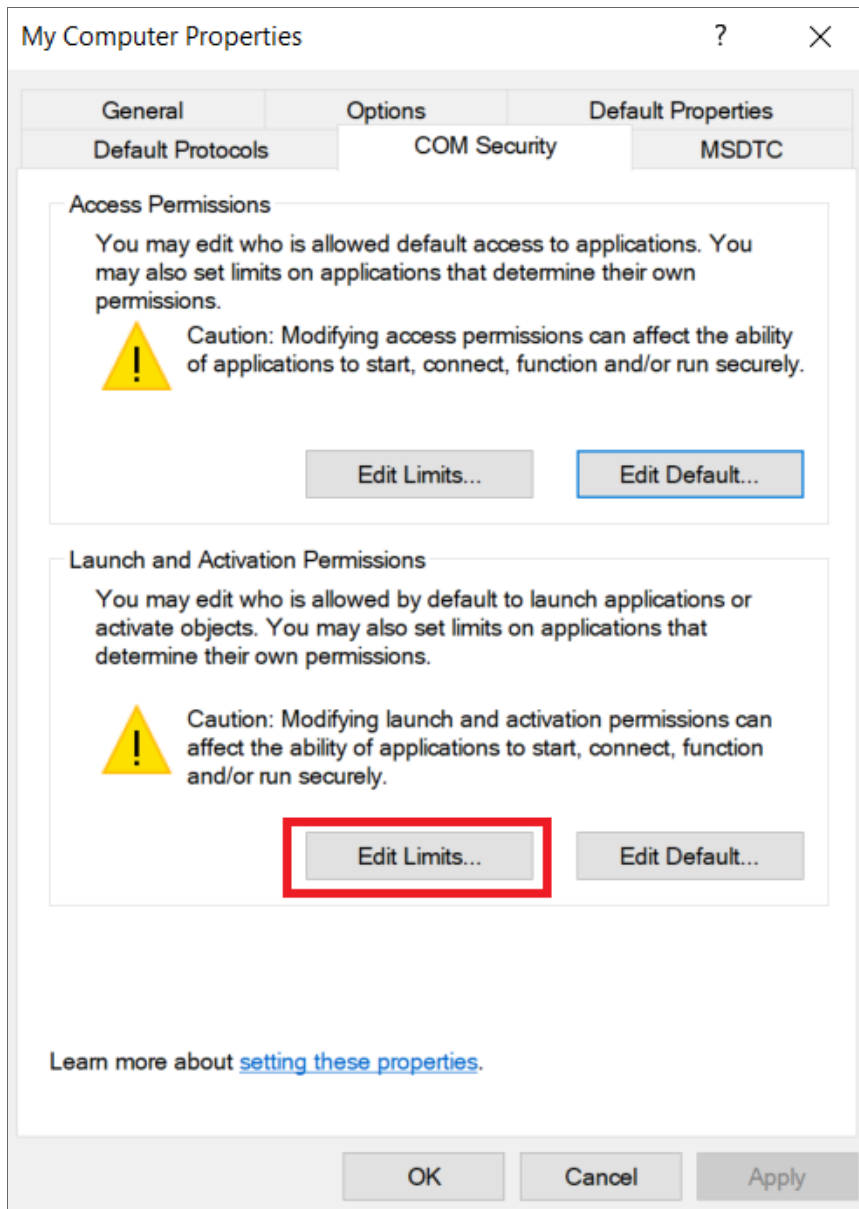 My Computer Properties ?
General Options Default Properties
Default Protocols COM Security MSDTC
Access Permissions
You may edit who is allowed default access to applications. You
may also set limits on applications that determine their own
permissions.
Caution: Modifying access permissions can affect the ability
of applications to start, connect, function and/or run securely.
Edit Limits... Edit Default...
Launch and Activation Permissions
You may edit who is allowed by default to launch applications or
activate objects. You may also set limits on applications that
determine their own permissions.
Caution: Modifying launch and activation permissions can
affect the ability of applications to start, connect, function
and/or run securely.
Edit Limits... Edit Default...
Learn more about setting these properties.
OK Cancel Apply